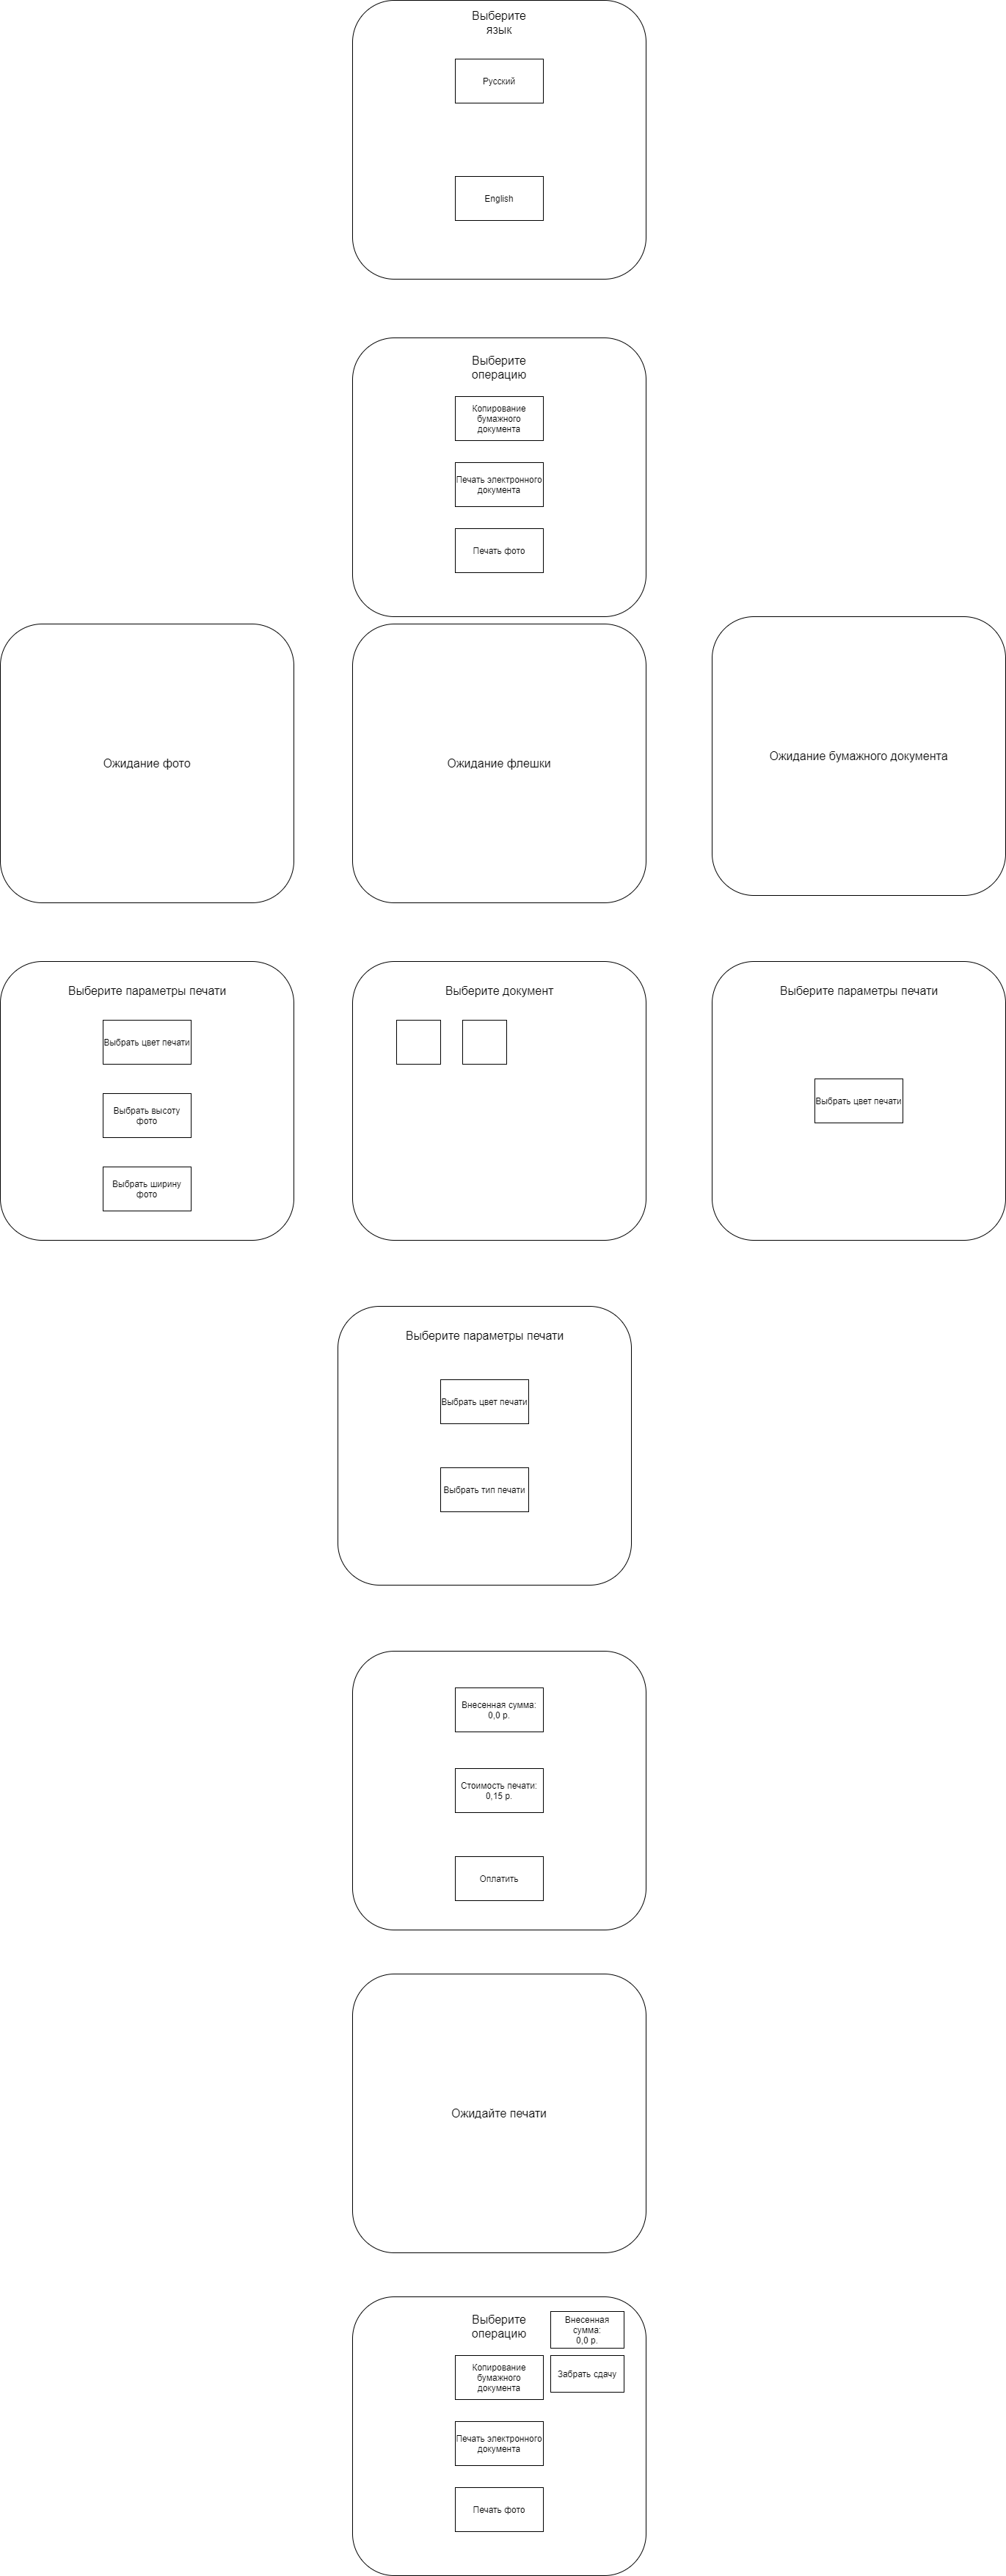 Выберите
язык
Русский
English
Выберите
операцию
Копирование
бумажного
документа
Печать электронного
документа
Печать фото
Ожидание фото
Ожидание флешки
Ожидание бумажного документа
Выберите параметры печати
Выбрать цвет печати
Выбрать высоту
фото
Выбрать ширину
фото
Выберите документ
Выберите параметры печати
Выбрать цвет печати
Выберите параметры печати
Выбрать цвет печати
Выбрать тип печати
Внесенная сумма:
0,0 р.
Стоимость печати:
0,15 р.
Оплатить
Ожидайте печати
Выберите
операцию
Внесенная
сумма:
0,0 р.
Копирование
бумажного
документа
Забрать сдачу
Печать электронного
документа
Печать фото